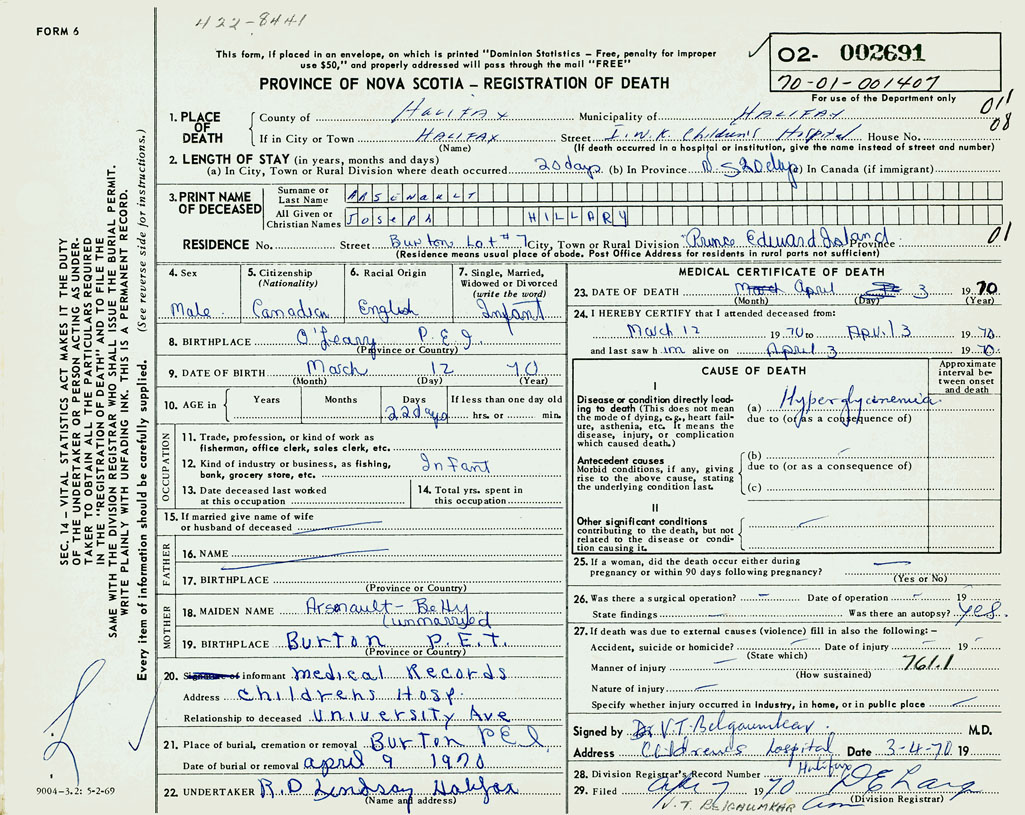 FORM 6
422-8441
This form, if placed in an envelope, on which is printed "Dominion Statistics – Free, penalty for improper
use $50," and properly addressed will pass through the mail "FREE"
02- 002691
70-01-001407
For use of the Department only
PROVINCE OF NOVA SCOTIA – REGISTRATION OF DEATH
011
08
1. PLACE OF DEATH
County of HALIFAX Municipality of HALIFAX
If in City or Town HALIFAX Street I.W.K. Children's Hospital House No.
(Name) (If death occurred in a hospital or institution, give the name instead of street and number)
2. LENGTH OF STAY (in years, months and days)
(a) In City, Town or Rural Division where death occurred 20 days (b) In Province N.S 20 days (c) In Canada (if immigrant)
3. PRINT NAME OF DECEASED
Surname or Last Name ARSENAULT
All Given or Christian Names JOSEPH HILLARY
RESIDENCE No. Street Burton Lot #7 City, Town or Rural Division Prince Edward Island Province
01
(Residence means usual place of abode. Post Office Address for residents in rural parts not sufficient)
4. Sex Male
5. Citizenship (Nationality) Canadian
6. Racial Origin English
7. Single, Married, Widowed or Divorced (write the word) Infant
8. BIRTHPLACE O'Leary P.E.I.
(Province or Country)
9. DATE OF BIRTH March 12 70
(Month) (Day) (Year)
10. AGE in Years Months Days 22 days If less than one day old hrs. or min.
OCCUPATION
11. Trade, profession, or kind of work as fisherman, office clerk, sales clerk, etc.
12. Kind of industry or business, as fishing, bank, grocery store, etc. Infant
13. Date deceased last worked at this occupation
14. Total yrs. spent in this occupation
15. If married give name of wife or husband of deceased
FATHER
16. NAME
17. BIRTHPLACE
(Province or Country)
MOTHER
18. MAIDEN NAME Arsenault - Betty
(unmarried
19. BIRTHPLACE Burton P.E.I.
(Province or Country)
20. Signature of informant medical Records
Address Childrens Hosp.
Relationship to deceased University Ave
21. Place of burial, cremation or removal Burton PEI
Date of burial or removal april 9 1970
22. UNDERTAKER R.D Lindsay Halifax
(Name and address)
MEDICAL CERTIFICATE OF DEATH
23. DATE OF DEATH March April 3 19 70
(Month) (Day) (Year)
24. I HEREBY CERTIFY that I attended deceased from:
March 12 19 70 to April 3 19 70
and last saw him alive on April 3 19 70
CAUSE OF DEATH
Approximate interval between onset and death
I
Disease or condition directly leading to death (This does not mean the mode of dying, e.g., heart failure, asthenia, etc. It means the disease, injury, or complication which caused death.)
(a) Hyperglycinemia
due to (or as a consequence of)
Antecedent causes
Morbid conditions, if any, giving rise to the above cause, stating the underlying condition last.
(b)
due to (or as a consequence of)
(c)
II
Other significant conditions
contributing to the death, but not related to the disease or condition causing it.
25. If a woman, did the death occur either during
pregnancy or within 90 days following pregnancy?
(Yes or No)
26. Was there a surgical operation? – Date of operation – 19
State findings Was there an autopsy? yes
27. If death was due to external causes (violence) fill in also the following: –
Accident, suicide or homicide? Date of injury 19
(State which)
Manner of injury 761.1
(How sustained)
Nature of injury
Specify whether injury occurred in industry, in home, or in public place
Signed by Dr V.T. Belgaumkar M.D.
Address Children's hospital Date 3-4-70 19
Halifax
28. Division Registrar's Record Number
29. Filed 7 1970
(Division Registrar)
V.T. BELGAUMKAR
SEC. 14 – VITAL STATISTICS ACT MAKES IT THE DUTY
OF THE UNDERTAKER OR PERSON ACTING AS UNDER-
TAKER TO OBTAIN ALL THE PARTICULARS REQUIRED
IN THE "REGISTRATION OF DEATH" AND TO FILE THE
SAME WITH THE DIVISION REGISTRAR WHO SHALL ISSUE THE BURIAL PERMIT.
WRITE PLAINLY WITH UNFADING INK. THIS IS A PERMANENT RECORD.
Every item of information should be carefully supplied. (See reverse side for instructions.)
9004-3.2: 5-2-69